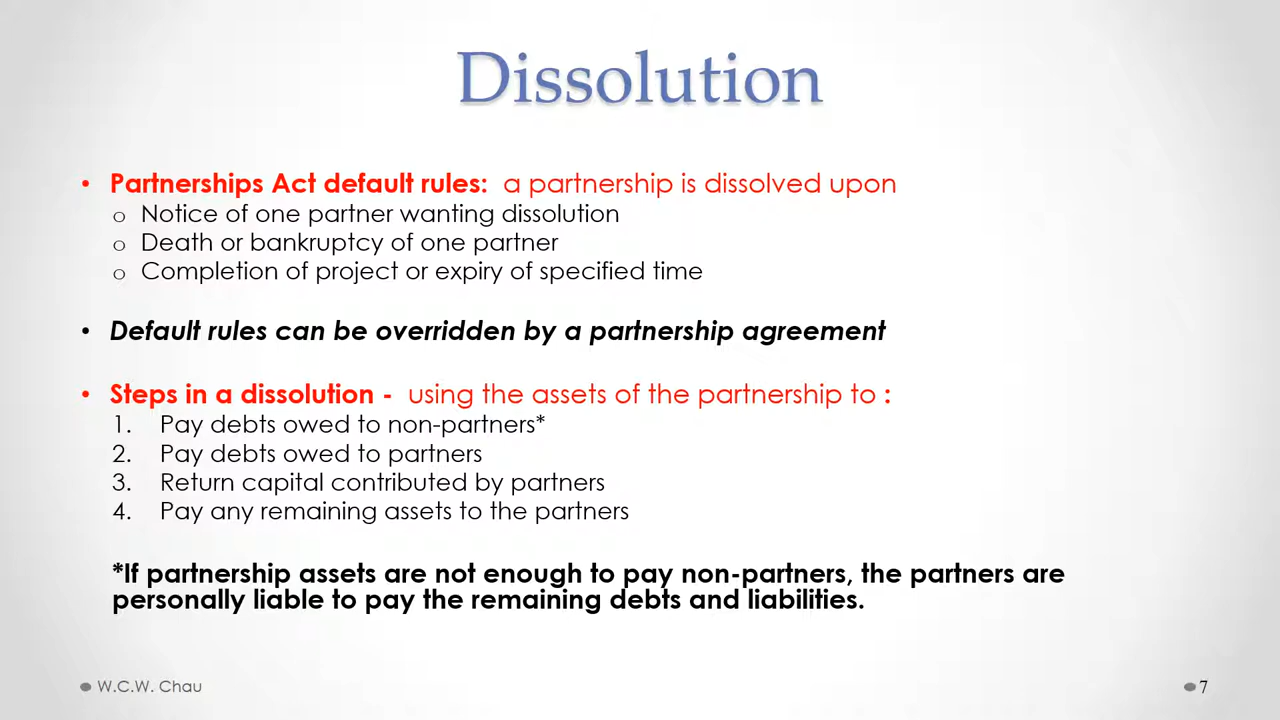 Dissolution
• Partnerships Act default rules: a partnership is dissolved upon
o Notice of one partner wanting dissolution
o Death or bankruptcy of one partner
o Completion of project or expiry of specified time
• Default rules can be overridden by a partnership agreement
• Steps in a dissolution - using the assets of the partnership to :
1. Pay debts owed to non-partners*
2. Pay debts owed to partners
3. Return capital contributed by partners
4. Pay any remaining assets to the partners
*If partnership assets are not enough to pay non-partners, the partners are
personally liable to pay the remaining debts and liabilities.
W.C.W. Chau
7